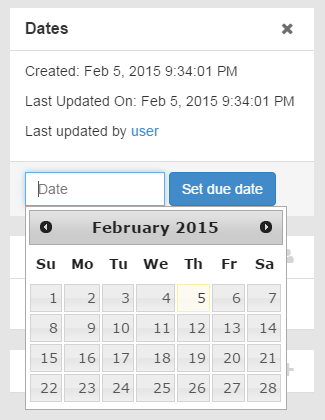 Dates
Created: Feb 5, 2015 9:34:01 PM
Last Updated On: Feb 5, 2015 9:34:01 PM
Last updated by user
Date Set due date
February 2015
Su Mo Tu We Th Fr Sa
1 2 3 4 5 6 7
8 9 10 11 12 13 14
15 16 17 18 19 20 21
22 23 24 25 26 27 28